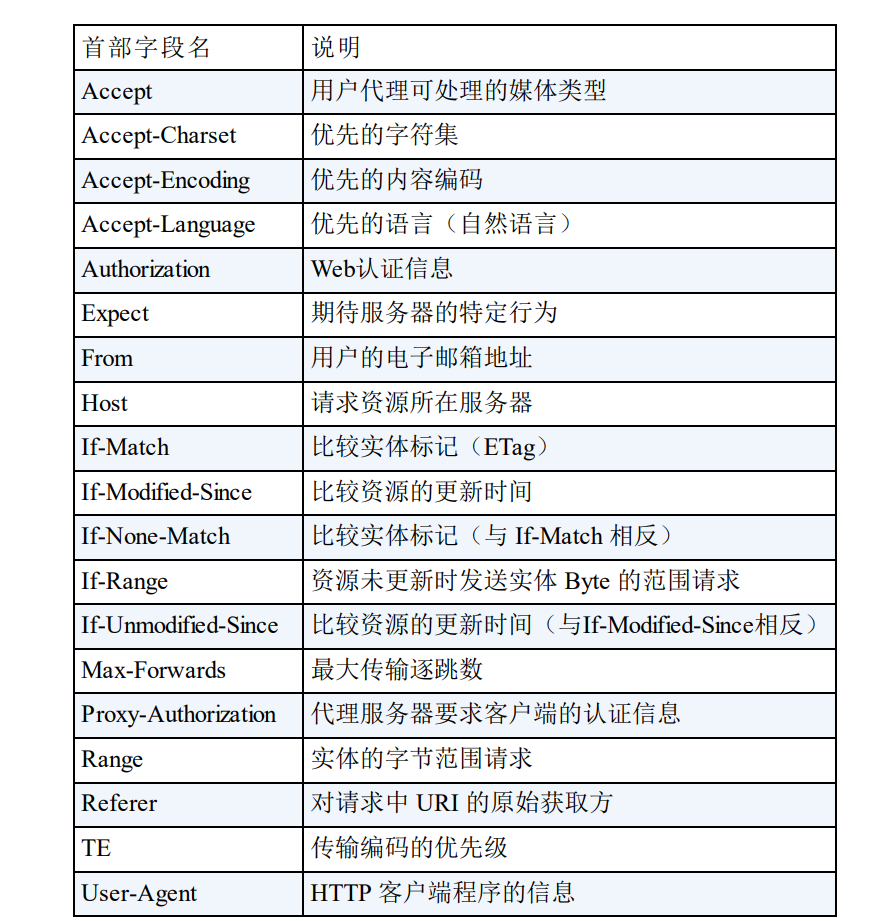 首部字段名 说明
Accept 用户代理可处理的媒体类型
Accept-Charset 优先的字符集
Accept-Encoding 优先的内容编码
Accept-Language 优先的语言（自然语言）
Authorization Web认证信息
Expect 期待服务器的特定行为
From 用户的电子邮箱地址
Host 请求资源所在服务器
If-Match 比较实体标记（ETag）
If-Modified-Since 比较资源的更新时间
If-None-Match 比较实体标记（与 If-Match 相反）
If-Range 资源未更新时发送实体 Byte 的范围请求
If-Unmodified-Since 比较资源的更新时间（与If-Modified-Since相反）
Max-Forwards 最大传输逐跳数
Proxy-Authorization 代理服务器要求客户端的认证信息
Range 实体的字节范围请求
Referer 对请求中 URI 的原始获取方
TE 传输编码的优先级
User-Agent HTTP 客户端程序的信息